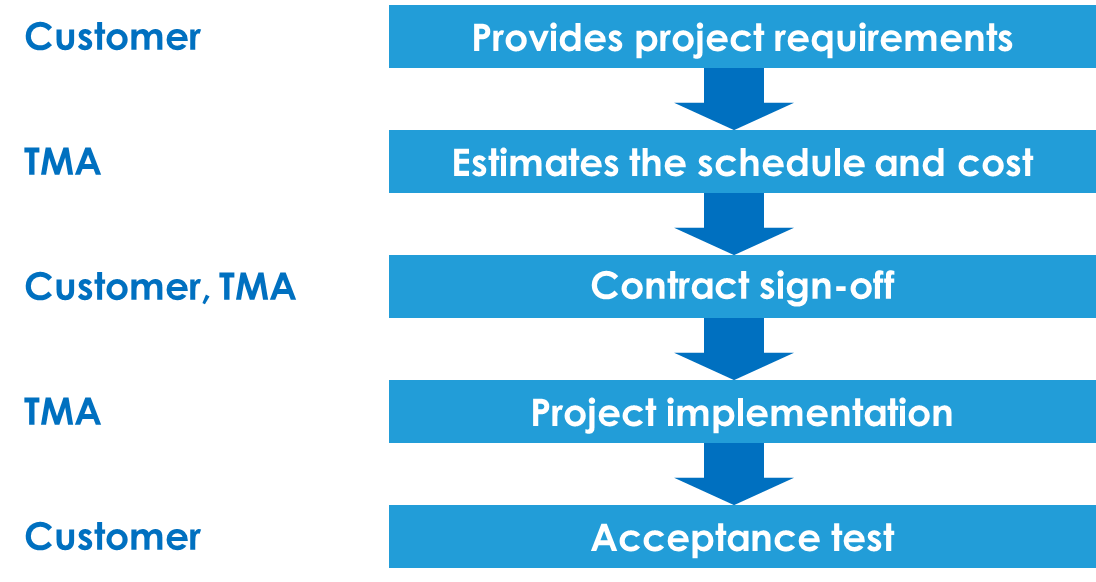 Customer
Provides project requirements
TMA
Estimates the schedule and cost
Customer, TMA
Contract sign-off
TMA
Project implementation
Customer
Acceptance test